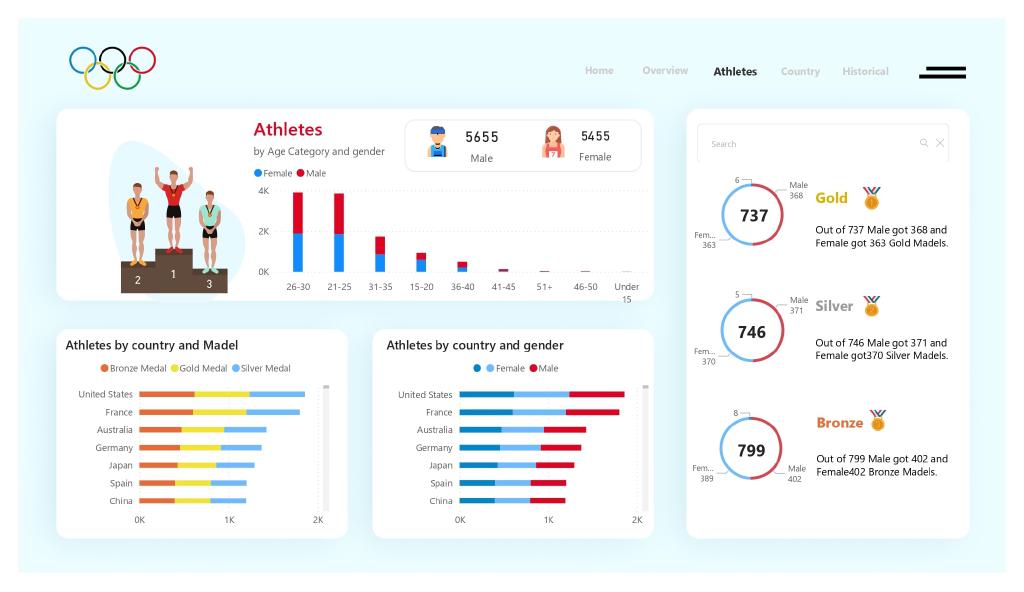 Home
Overview
Athletes
Country
Historical
Athletes
by Age Category and gender
5655
Male
5455
Female
Female Male
4K
2K
0K
26-30
21-25
31-35
15-20
36-40
41-45
51+
46-50
Under
15
2
1
3
7
Search
6
Male
368
737
Fem...
363
Gold
Out of 737 Male got 368 and
Female got 363 Gold Madels.
5
Male
371
746
Fem...
370
Silver
Out of 746 Male got 371 and
Female got370 Silver Madels.
8
799
Fem...
389
Male
402
Bronze
Out of 799 Male got 402 and
Female402 Bronze Madels.
Athletes by country and Madel
Bronze Medal Gold Medal Silver Medal
United States
France
Australia
Germany
Japan
Spain
China
0K
1K
2K
Athletes by country and gender
Female Male
United States
France
Australia
Germany
Japan
Spain
China
0K
1K
2K